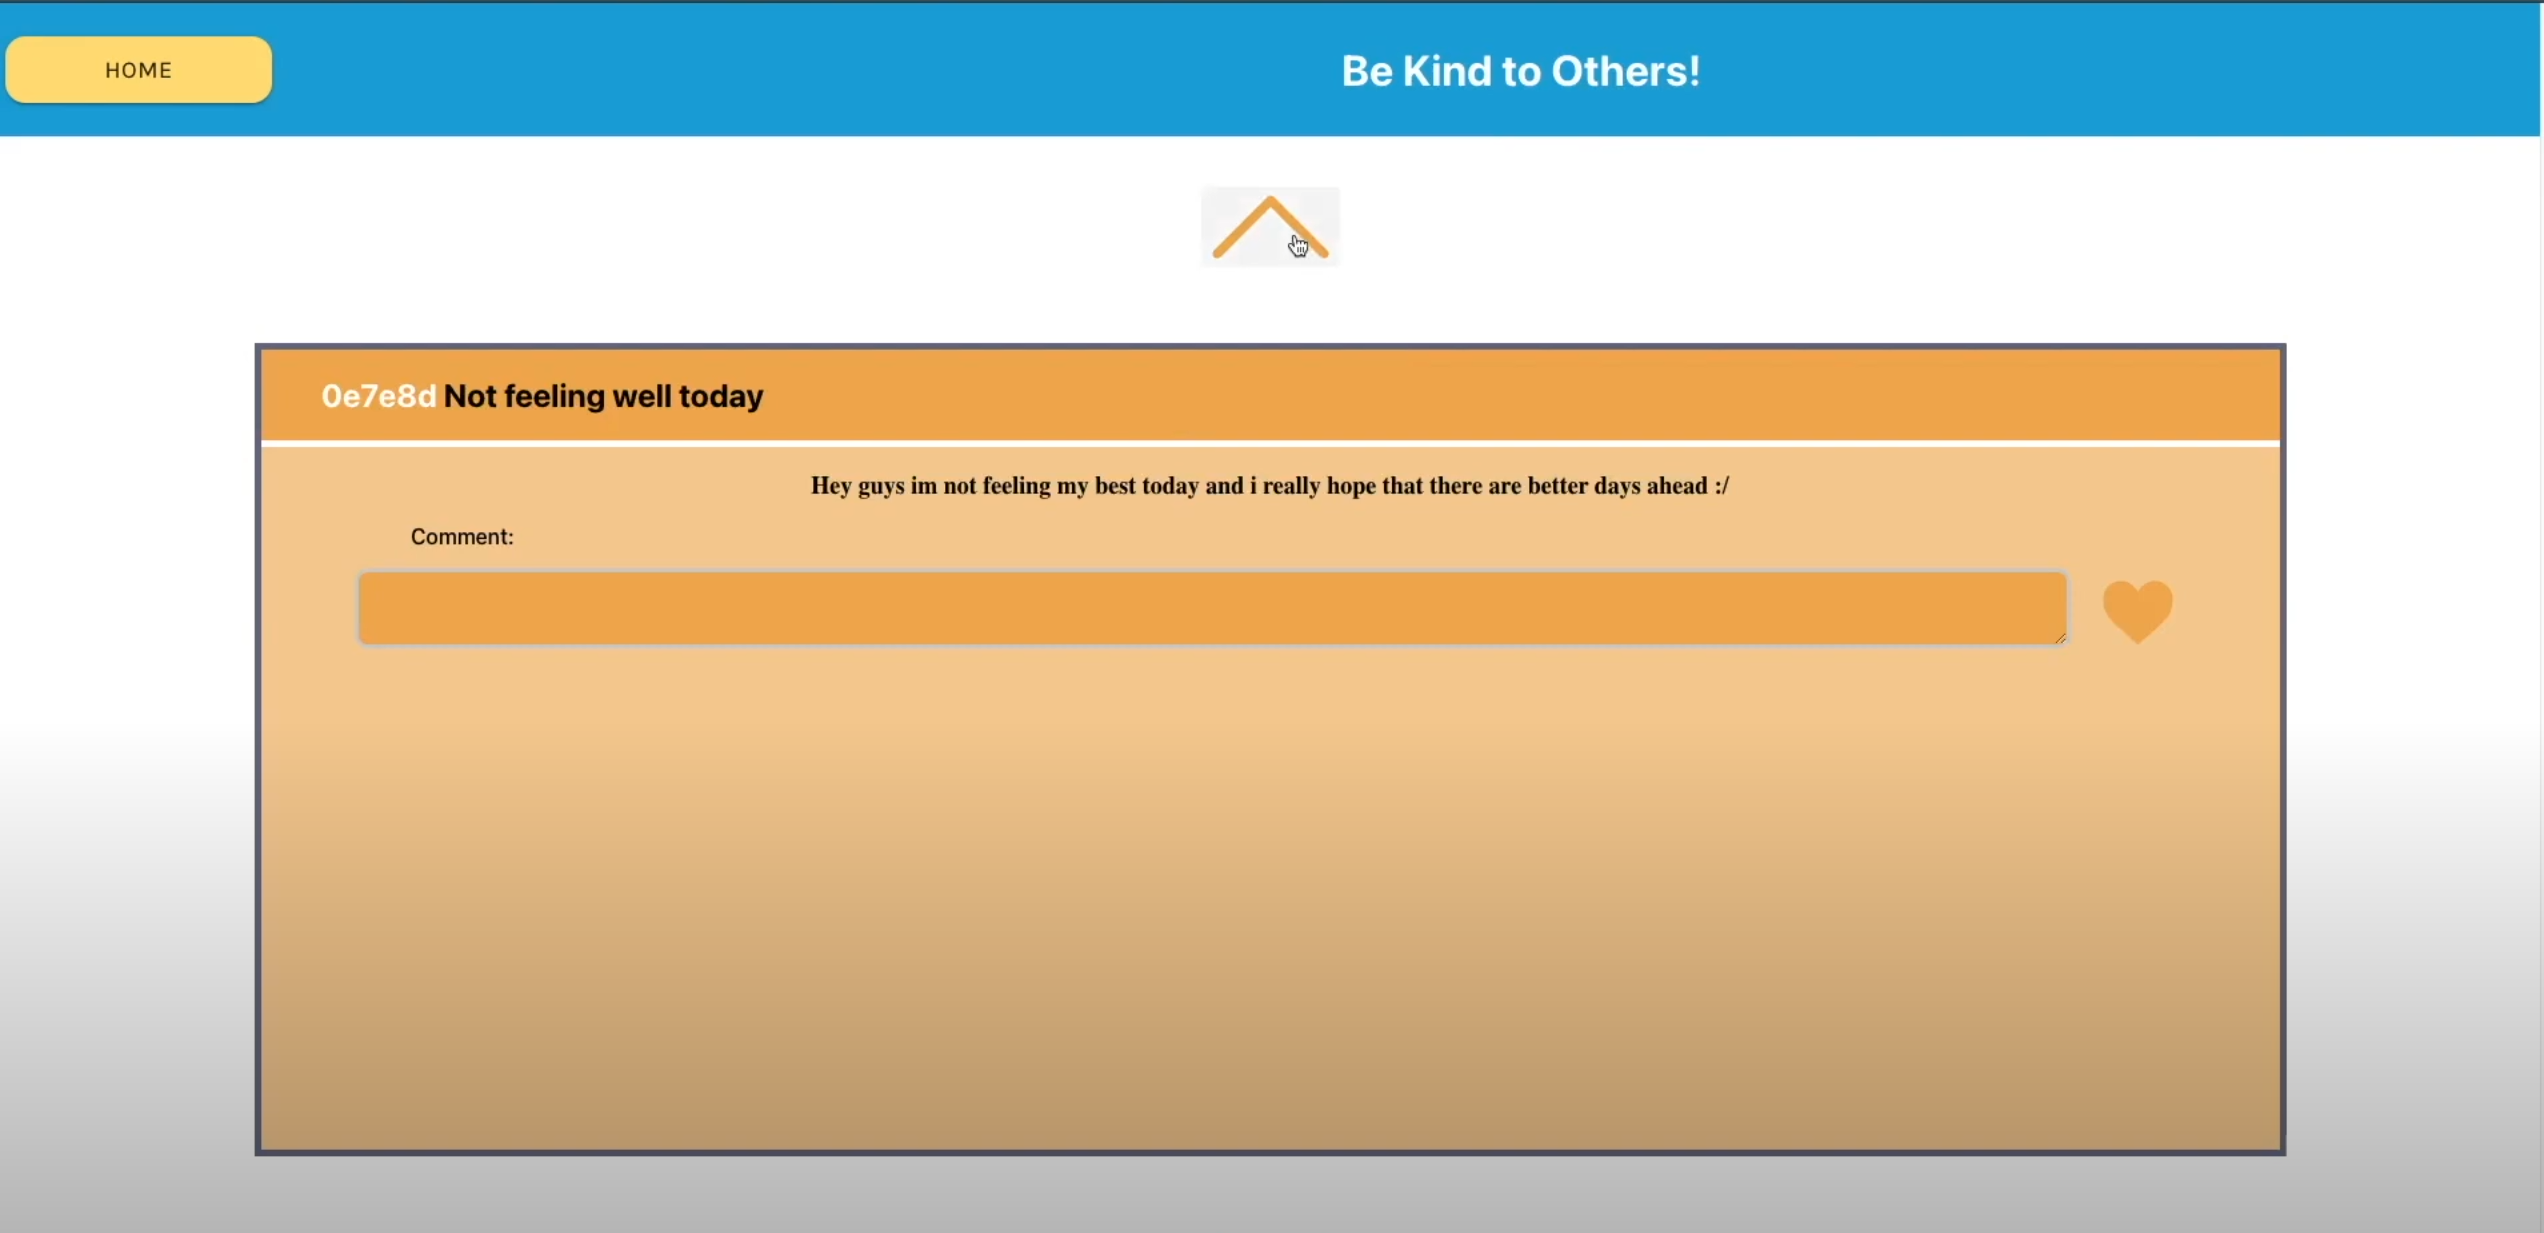 HOME
Be Kind to Others!
0e7e8d Not feeling well today
Hey guys im not feeling my best today and i really hope that there are better days ahead :/
Comment: